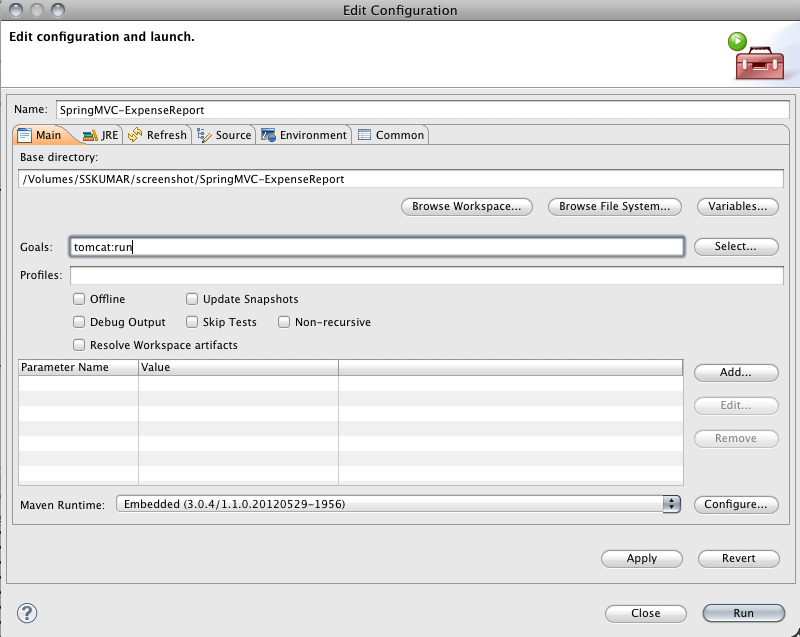 Edit Configuration
Edit configuration and launch.
Name: SpringMVC-ExpenseReport
Main JRE Refresh Source Environment Common
Base directory:
/Volumes/SSKUMAR/screenshot/SpringMVC-ExpenseReport
Browse Workspace... Browse File System... Variables...
Goals: tomcat:run Select...
Profiles:
Offline Update Snapshots
Debug Output Skip Tests Non-recursive
Resolve Workspace artifacts
Parameter Name Value
Add...
Edit...
Remove
Maven Runtime: Embedded (3.0.4/1.1.0.20120529-1956) Configure...
Apply Revert
? Close Run